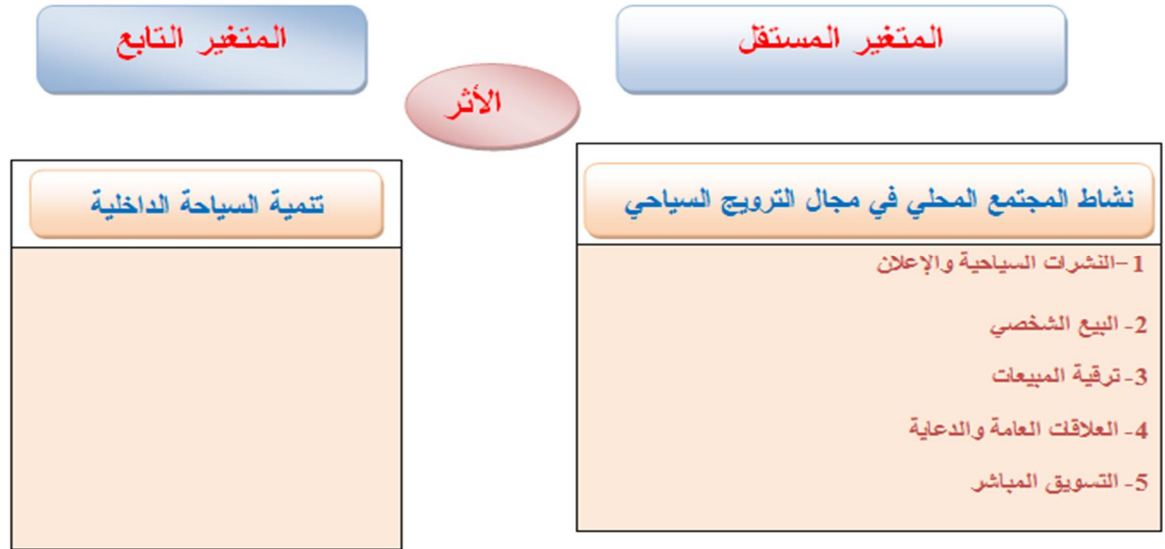 المتغير المستقل
المتغير التابع
الأثر
نشاط المجتمع المحلي في مجال الترويج السياحي
1-النشرات السياحية والإعلان
2- البيع الشخصي
3- ترقية المبيعات
4- العلاقات العامة والدعاية
5- التسويق المباشر
تنمية السياحة الداخلية